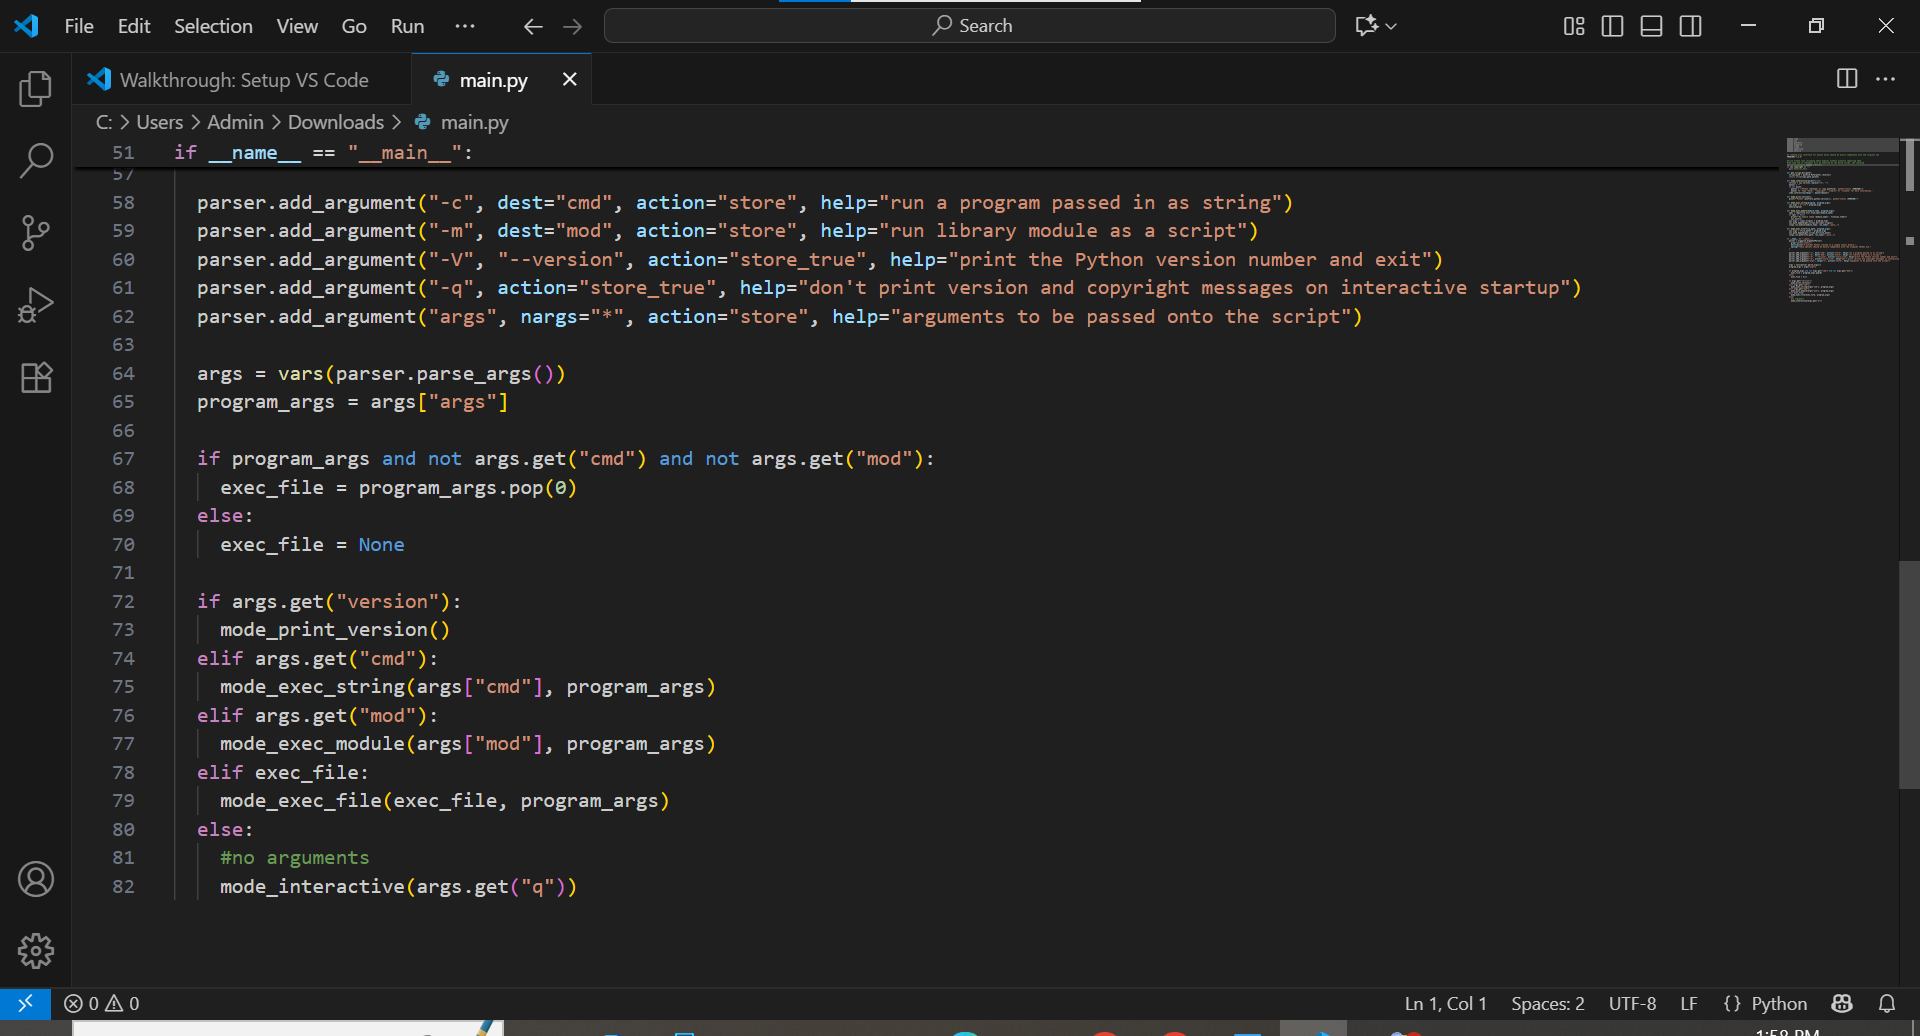 File Edit Selection View Go Run ··· Search
Walkthrough: Setup VS Code main.py
C: > Users > Admin > Downloads > main.py
51 if __name__ == "__main__":
57
58 parser.add_argument("-c", dest="cmd", action="store", help="run a program passed in as string")
59 parser.add_argument("-m", dest="mod", action="store", help="run library module as a script")
60 parser.add_argument("-V", "--version", action="store_true", help="print the Python version number and exit")
61 parser.add_argument("-q", action="store_true", help="don't print version and copyright messages on interactive startup")
62 parser.add_argument("args", nargs="*", action="store", help="arguments to be passed onto the script")
63
64 args = vars(parser.parse_args())
65 program_args = args["args"]
66
67 if program_args and not args.get("cmd") and not args.get("mod"):
68 exec_file = program_args.pop(0)
69 else:
70 exec_file = None
71
72 if args.get("version"):
73 mode_print_version()
74 elif args.get("cmd"):
75 mode_exec_string(args["cmd"], program_args)
76 elif args.get("mod"):
77 mode_exec_module(args["mod"], program_args)
78 elif exec_file:
79 mode_exec_file(exec_file, program_args)
80 else:
81 #no arguments
82 mode_interactive(args.get("q"))
0 0 Ln 1, Col 1 Spaces: 2 UTF-8 LF {} Python
1:58 PM